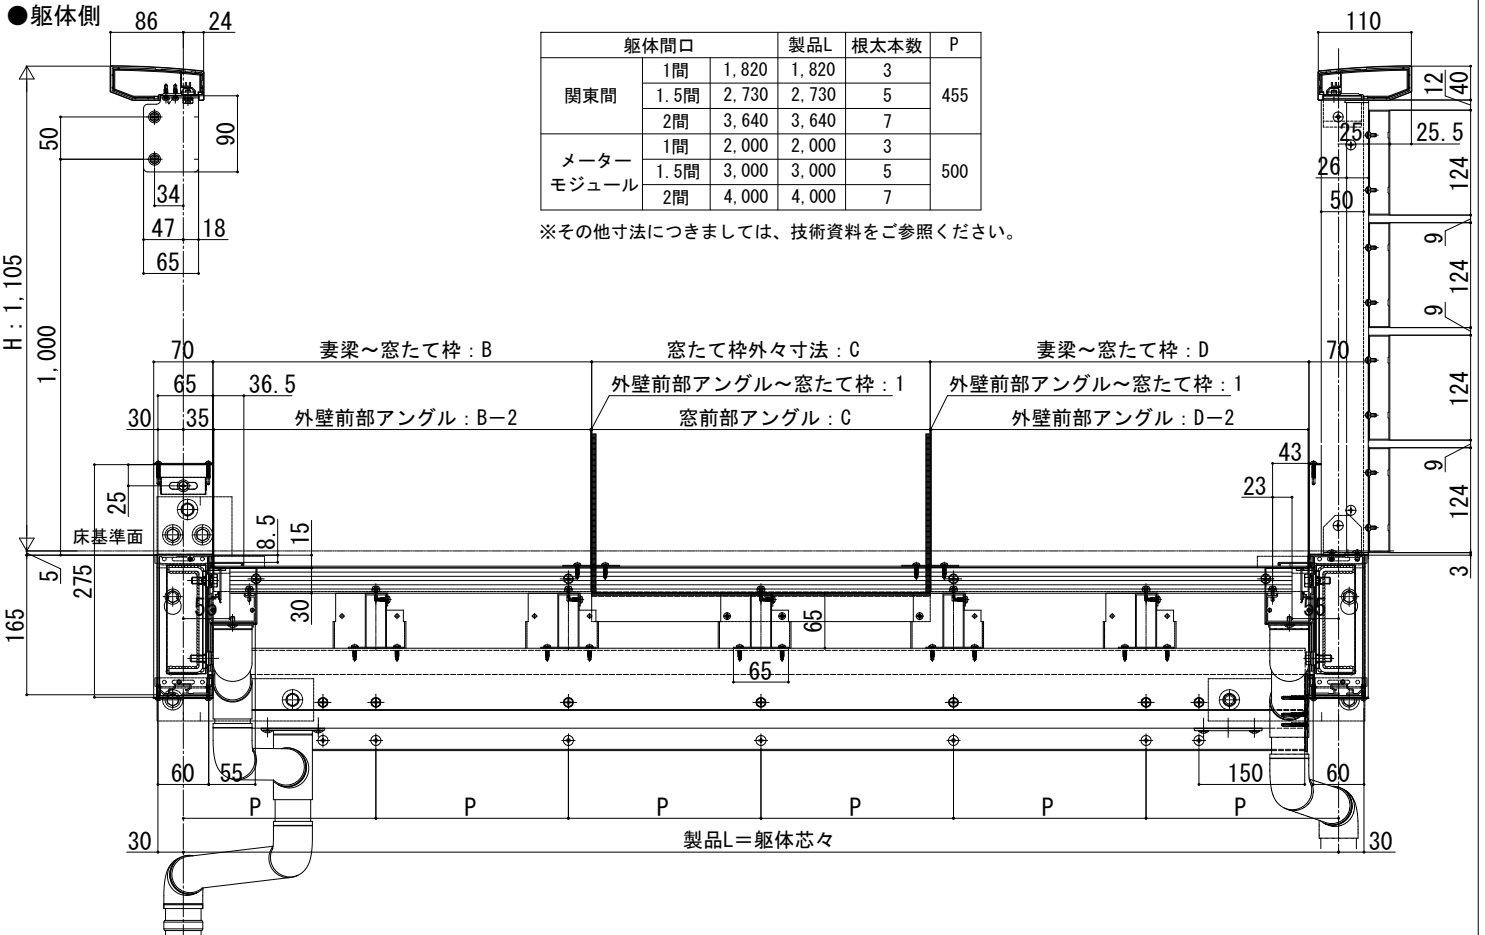 ●躯体側
86
24
110
躯体間口 製品L 根太本数 P
関東間 1間 1,820 1,820 3 455
1.5間 2,730 2,730 5
2間 3,640 3,640 7
メーターモジュール 1間 2,000 2,000 3 500
1.5間 3,000 3,000 5
2間 4,000 4,000 7
※その他寸法につきましては、技術資料をご参照ください。
50
90
34
47
18
65
H:1,105
1,000
12
40
25
25.5
26
50
124
9
124
9
124
9
124
3
70
妻梁～窓たて枠:B
窓たて枠外々寸法:C
妻梁～窓たて枠:D
70
65
36.5
外壁前部アングル～窓たて枠:1
外壁前部アングル～窓たて枠:1
30
35
外壁前部アングル:B－2
窓前部アングル:C
外壁前部アングル:D－2
43
23
25
床基準面
8.5
15
5
275
165
30
55
65
65
55
60
55
150
60
P
P
P
P
P
P
30
製品L＝躯体芯々
30